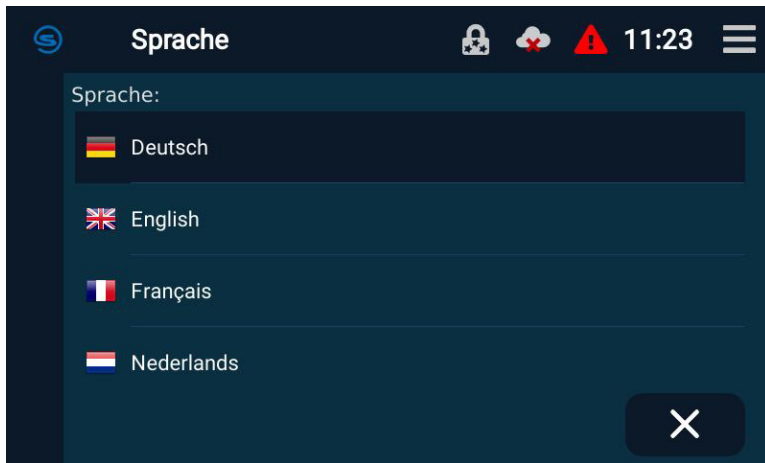 Sprache 11:23
Sprache:
Deutsch
English
Français
Nederlands